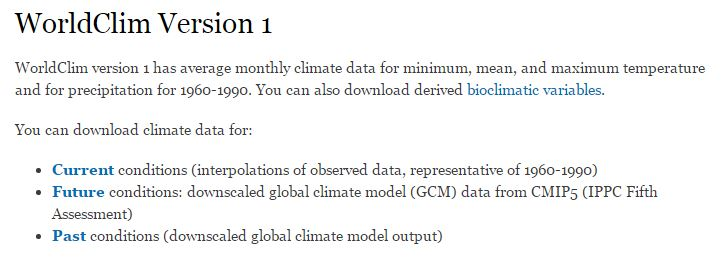 WorldClim Version 1
WorldClim version 1 has average monthly climate data for minimum, mean, and maximum temperature
and for precipitation for 1960-1990. You can also download derived bioclimatic variables.
You can download climate data for:
• Current conditions (interpolations of observed data, representative of 1960-1990)
• Future conditions: downscaled global climate model (GCM) data from CMIP5 (IPPC Fifth
Assessment)
• Past conditions (downscaled global climate model output)